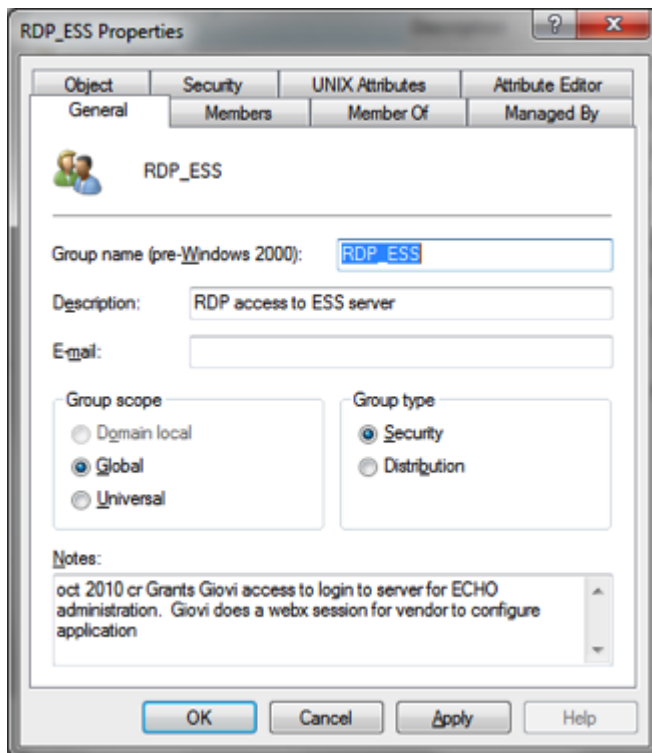 RDP_ESS Properties
Object Security UNIX Attributes Attribute Editor
General Members Member Of Managed By
RDP_ESS
Group name (pre-Windows 2000): RDP_ESS
Description: RDP access to ESS server
E-mail:
Group scope Group type
Domain local Security
Global Distribution
Universal
Notes:
oct 2010 cr Grants Giovi access to login to server for ECHO
administration. Giovi does a webx session for vendor to configure
application
OK Cancel Apply Help